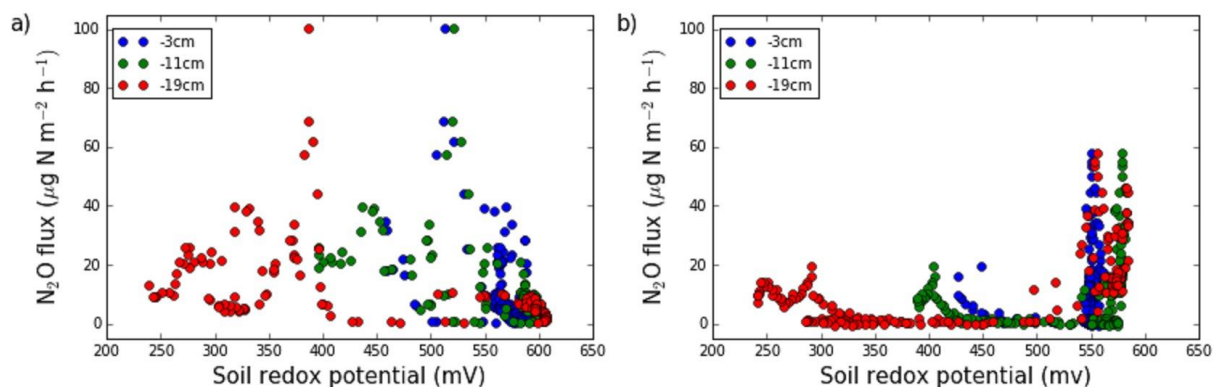 a)
N₂O flux (μg N m⁻² h⁻¹)
100
80
60
40
20
0
-3cm
-11cm
-19cm
200 250 300 350 400 450 500 550 600 650
Soil redox potential (mV)
b)
N₂O flux (μg N m⁻² h⁻¹)
100
80
60
40
20
0
-3cm
-11cm
-19cm
200 250 300 350 400 450 500 550 600 650
Soil redox potential (mV)